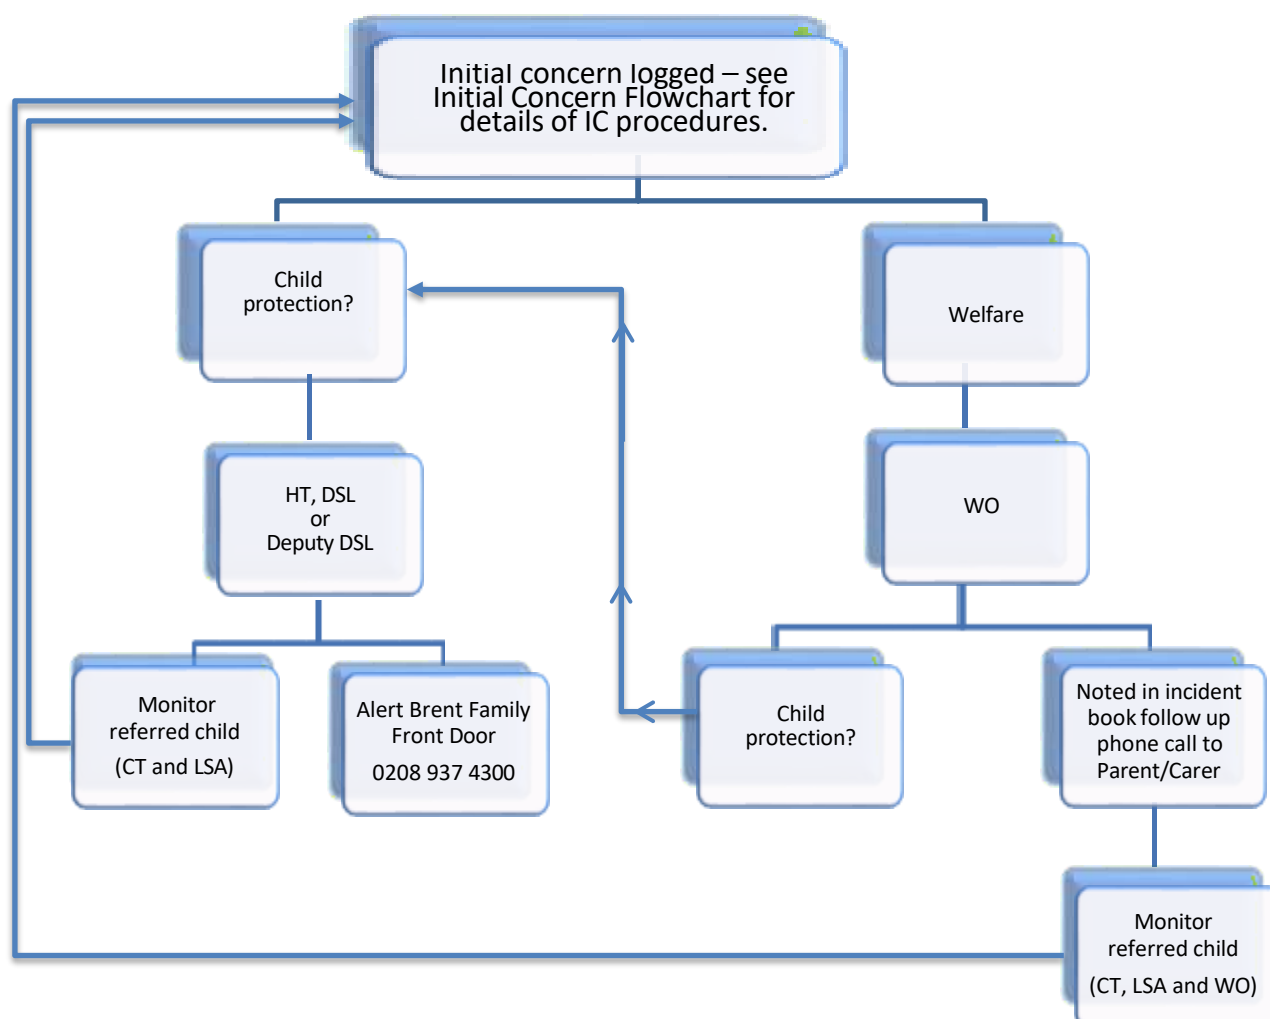 Initial concern logged – see
Initial Concern Flowchart for
details of IC procedures.
Child
protection?
Welfare
HT, DSL
or
Deputy DSL
WO
Monitor
referred child
(CT and LSA)
Alert Brent Family
Front Door
0208 937 4300
Child
protection?
Noted in incident
book follow up
phone call to
Parent/Carer
Monitor
referred child
(CT, LSA and WO)